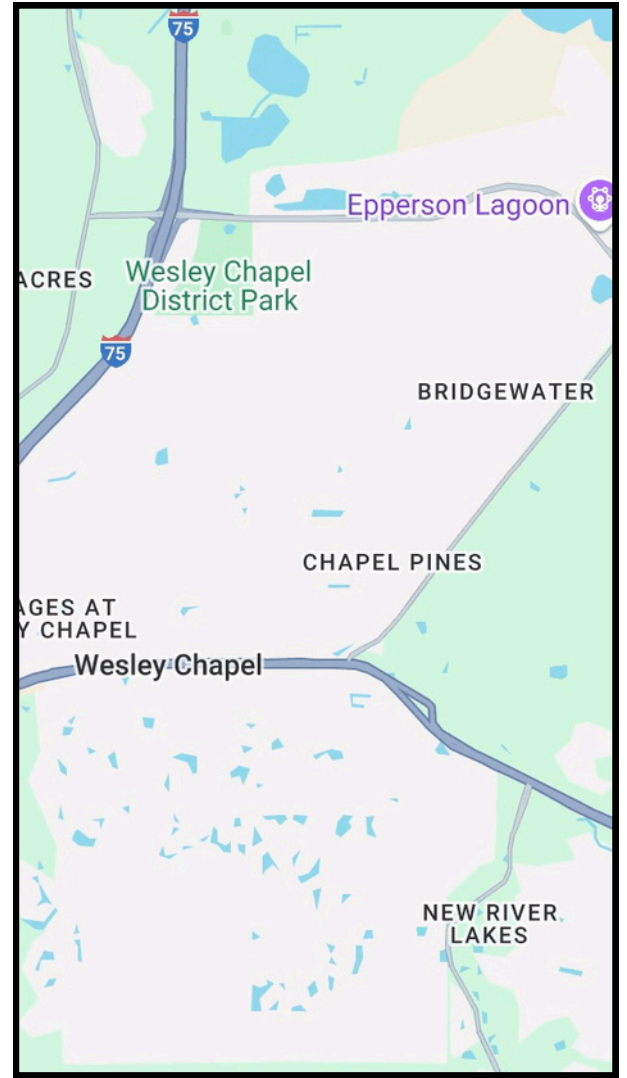 75
Epperson Lagoon
ACRES
Wesley Chapel
District Park
75
BRIDGEWATER
CHAPEL PINES
AGES AT
Y CHAPEL
Wesley Chapel
NEW RIVER
LAKES